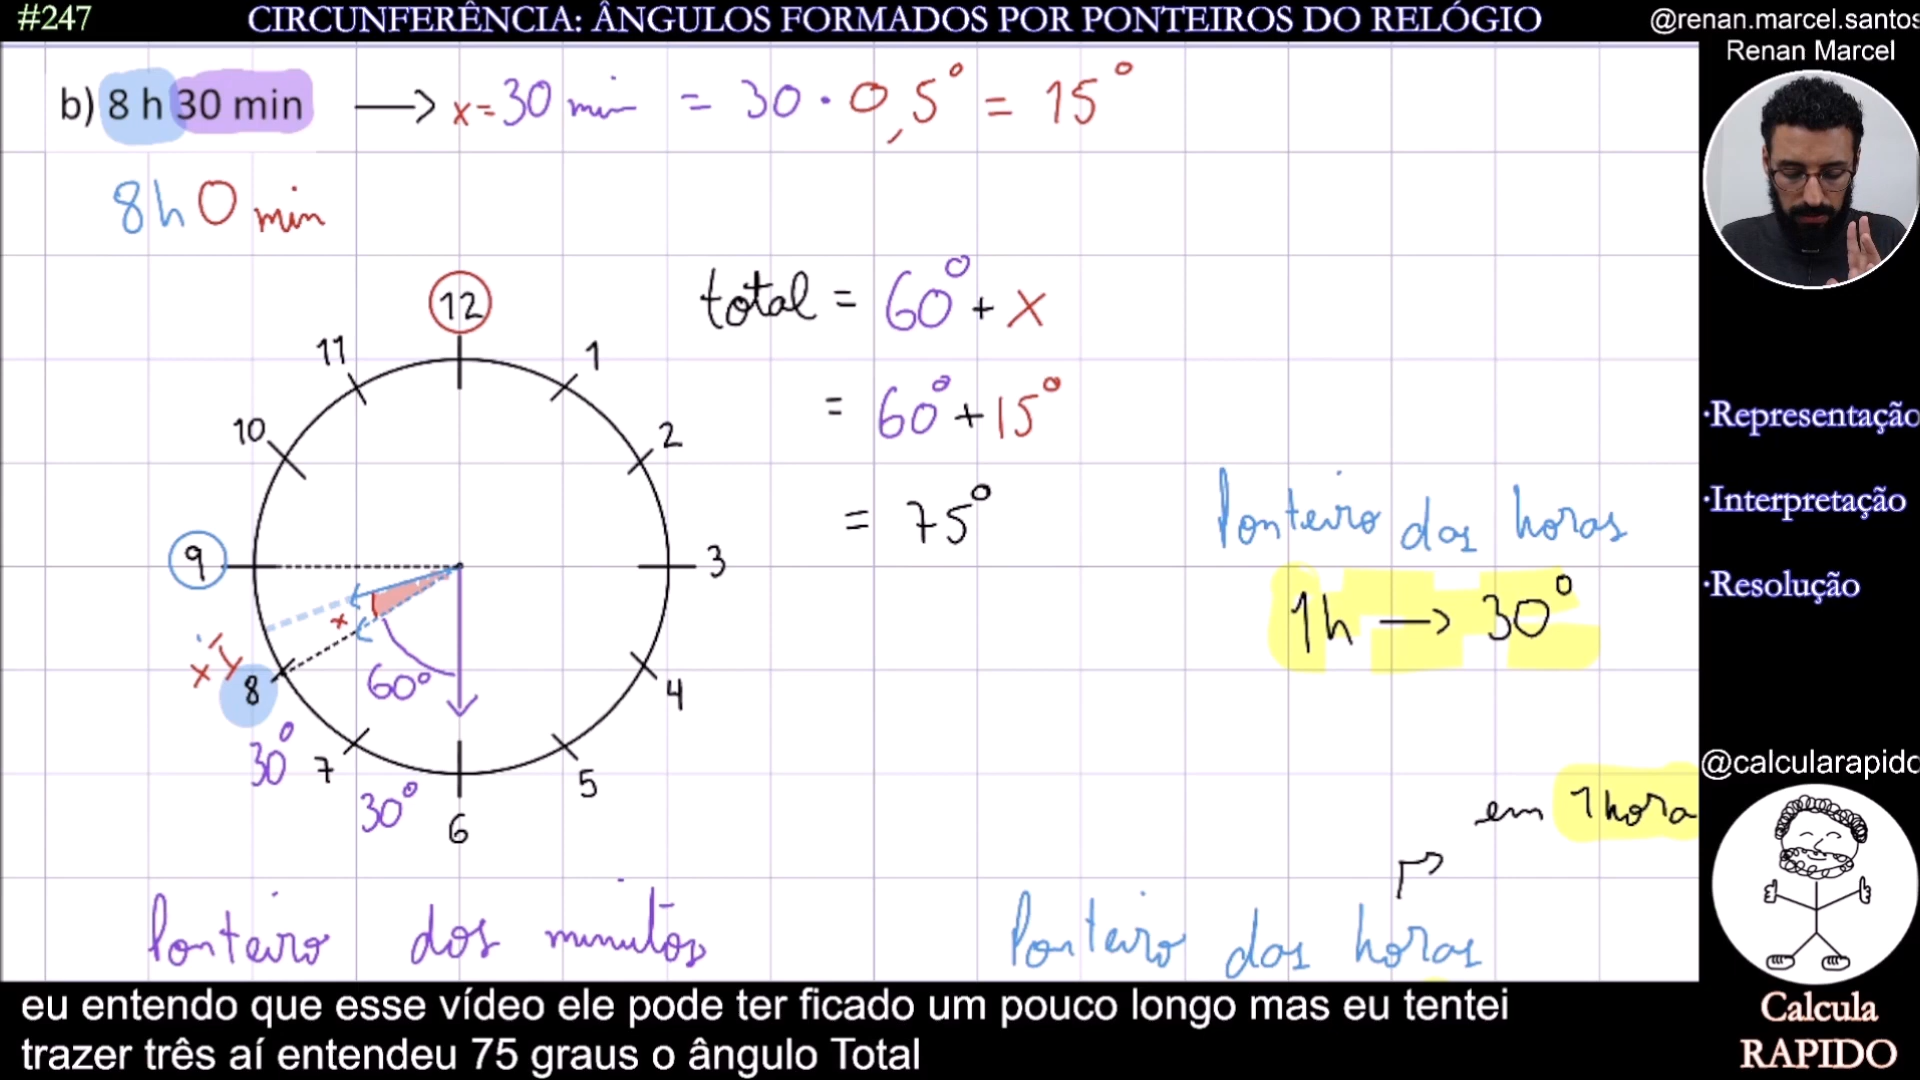 #247 CIRCUNFERÊNCIA: ÂNGULOS FORMADOS POR PONTEIROS DO RELÓGIO @renan.marcel.santos
Renan Marcel
b) 8 h 30 min → x = 30 min = 30 · 0,5° = 15°
8h 0 min
total = 60° + x
= 60° + 15°
= 75°
12
11 1
10 2
9 3
x
x
8 60° 4
30° 7 5
30° 6
Ponteiro das horas
1h → 30°
em 1 hora
Ponteiro dos minutos Ponteiro das horas
·Representação
·Interpretação
·Resolução
@calcularapido
Calcula
RAPIDO
eu entendo que esse vídeo ele pode ter ficado um pouco longo mas eu tentei
trazer três aí entendeu 75 graus o ângulo Total